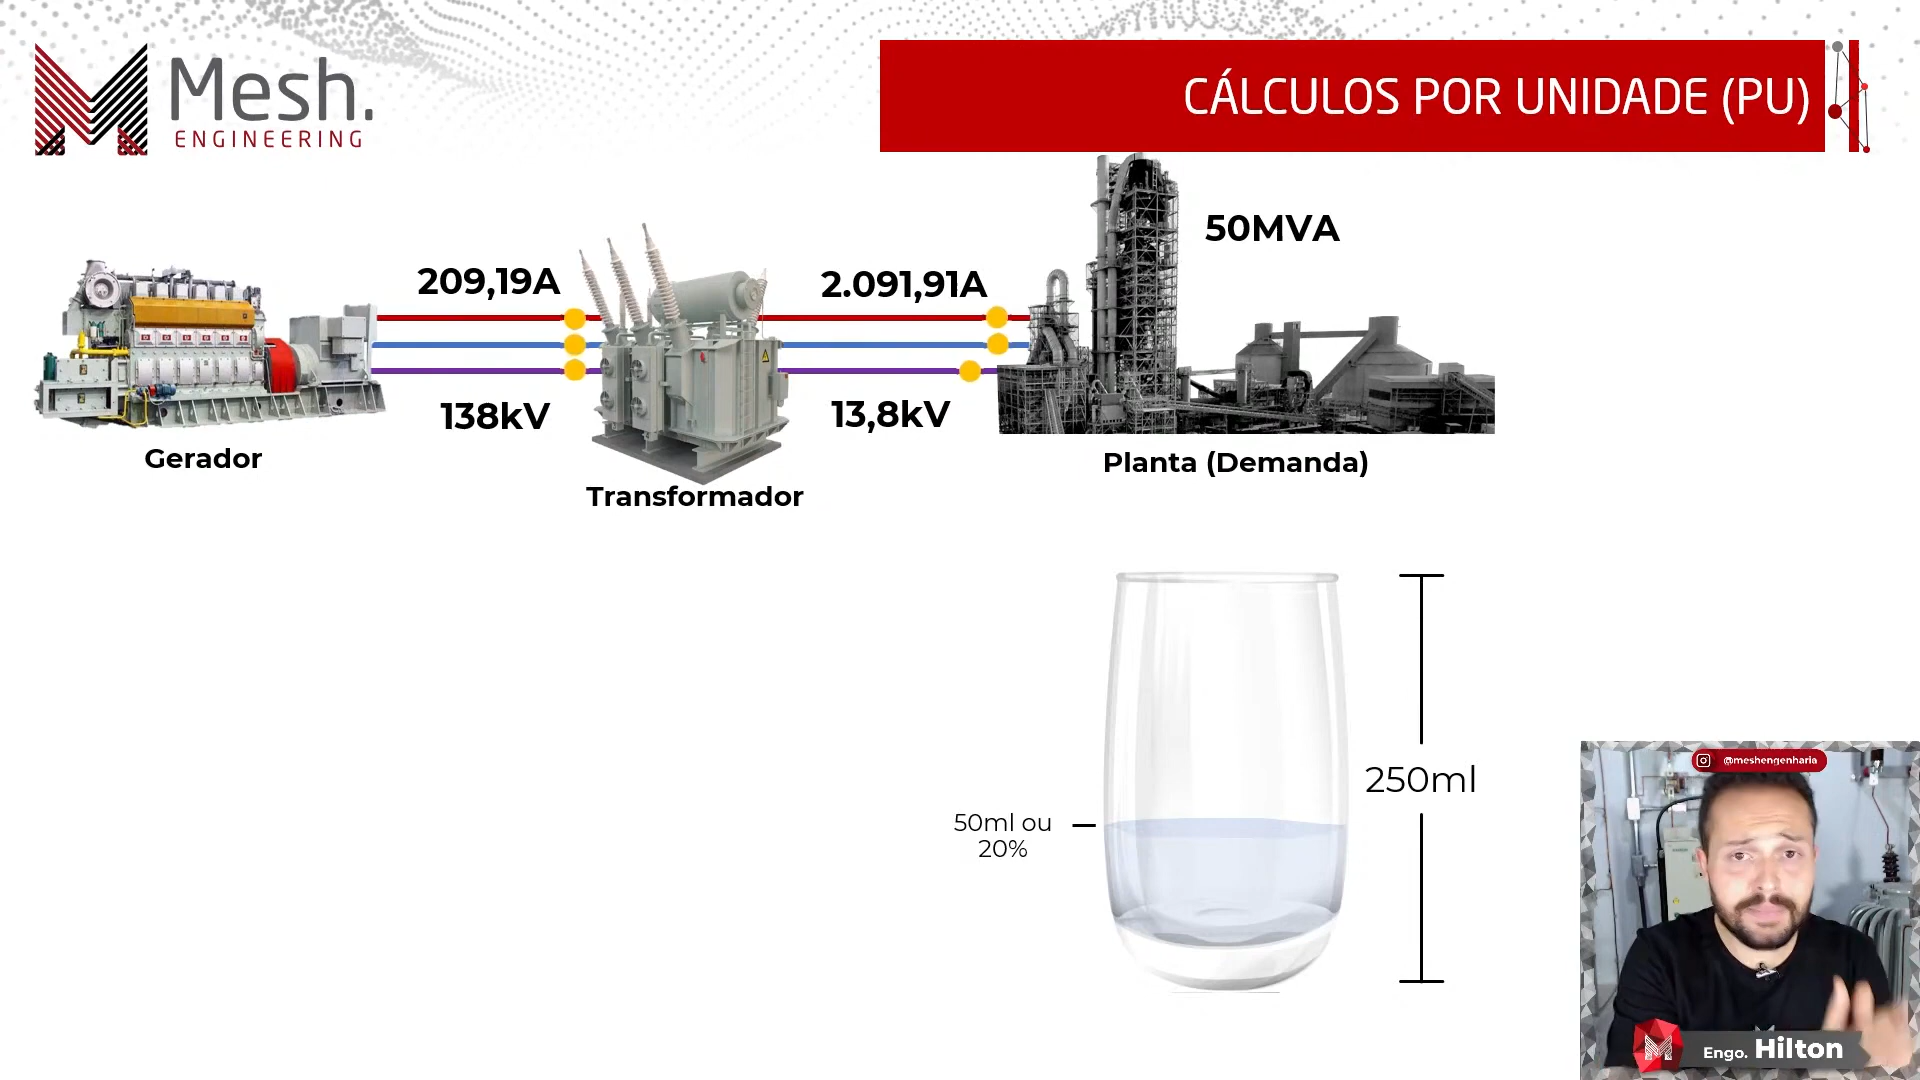 Mesh.
ENGINEERING
CÁLCULOS POR UNIDADE (PU)
50MVA
209,19A
2.091,91A
138kV
13,8kV
Gerador
Transformador
Planta (Demanda)
250ml
50ml ou
20%
@meshengenharia
Engo. Hilton